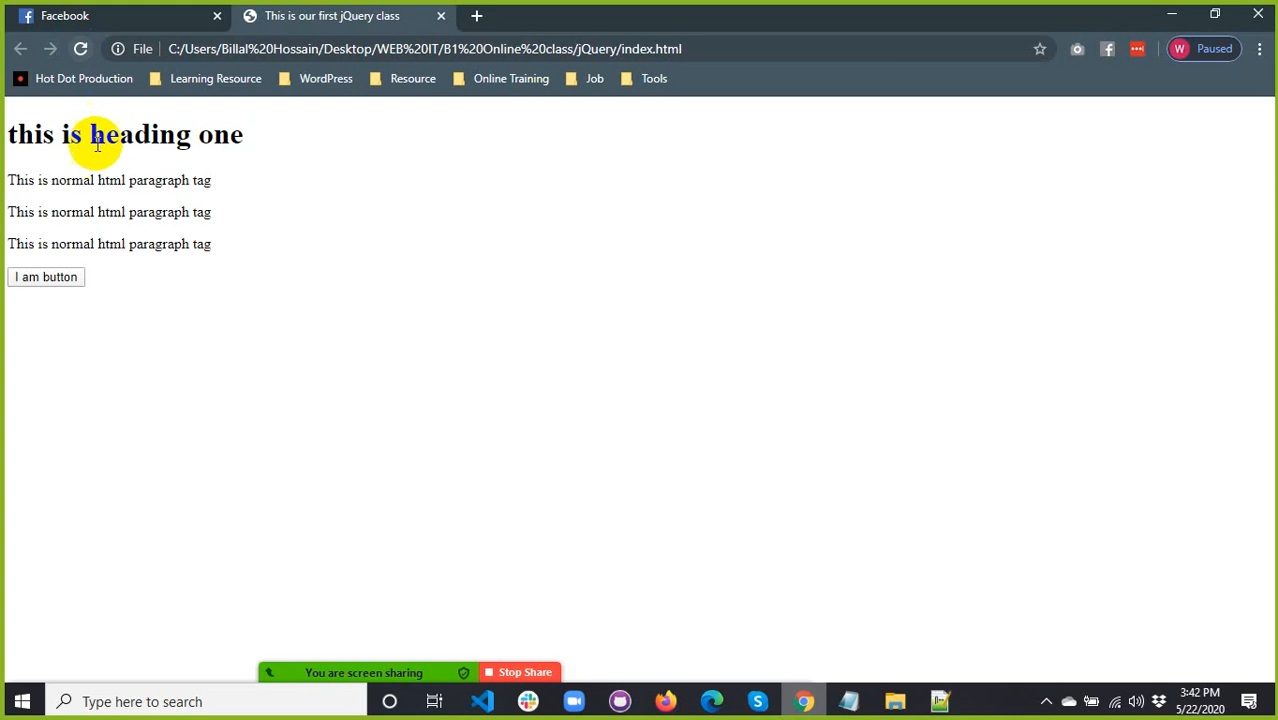 Facebook
This is our first jQuery class
File
C:/Users/Billal%20Hossain/Desktop/WEB%20IT/B1%20Online%20class/jQuery/index.html
W Paused
Hot Dot Production
Learning Resource
WordPress
Resource
Online Training
Job
Tools
this is heading one
This is normal html paragraph tag
This is normal html paragraph tag
This is normal html paragraph tag
I am button
You are screen sharing
Stop Share
Type here to search
3:42 PM
5/22/2020